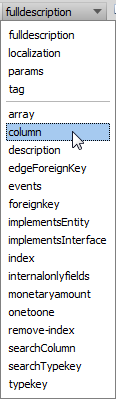 fulldescription
fulldescription
localization
params
tag
array
column
description
edgeForeignKey
events
foreignkey
implementsEntity
implementsInterface
index
internalonlyfields
monetaryamount
onetoone
remove-index
searchColumn
searchTypekey
typekey